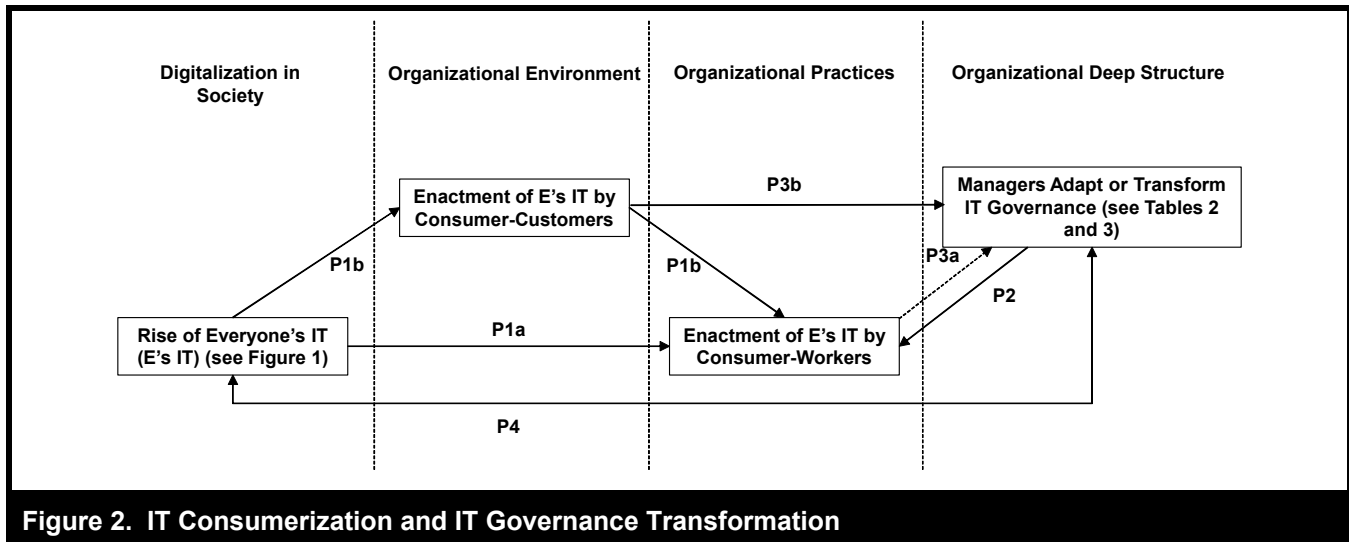 Digitalization in
Society
Organizational Environment
Organizational Practices
Organizational Deep Structure
Enactment of E's IT by
Consumer-Customers
P3b
Managers Adapt or Transform
IT Governance (see Tables 2
and 3)
P1b
P1b
P3a
P2
Rise of Everyone's IT
(E's IT) (see Figure 1)
P1a
Enactment of E's IT by
Consumer-Workers
P4
Figure 2. IT Consumerization and IT Governance Transformation